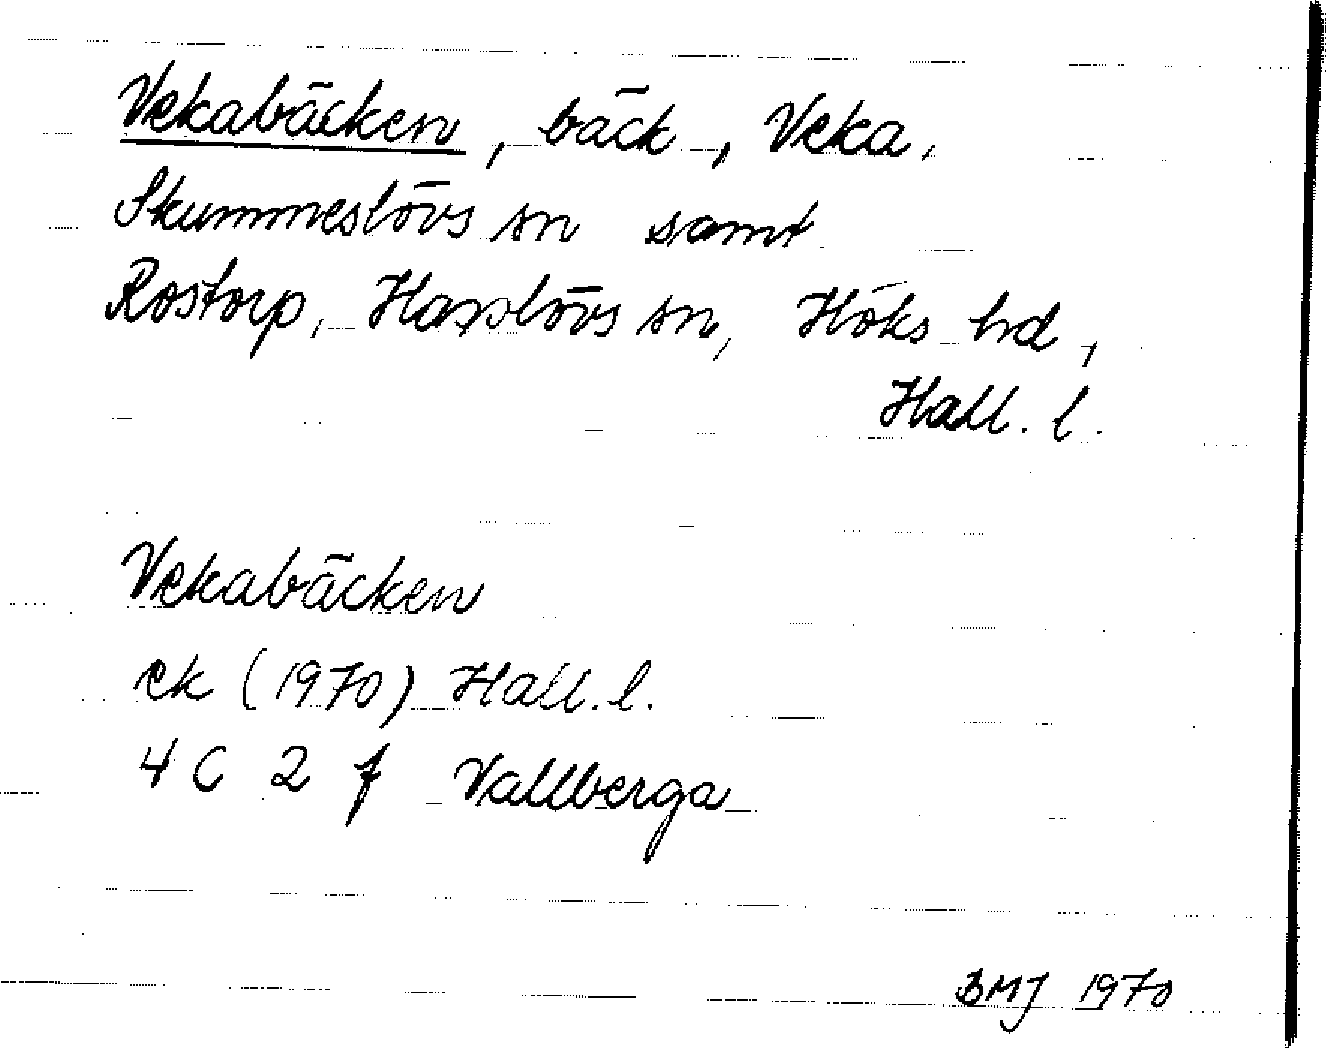 Vekabäcken, bäck, Veka,
Skummeslövs sn samt
Rostorp, Hasslövs sn, Höks hd,
Hall. l.
Vekabäcken
ek (1970) Hall. l.
4 C 2 f Vallberga
BMJ 1970